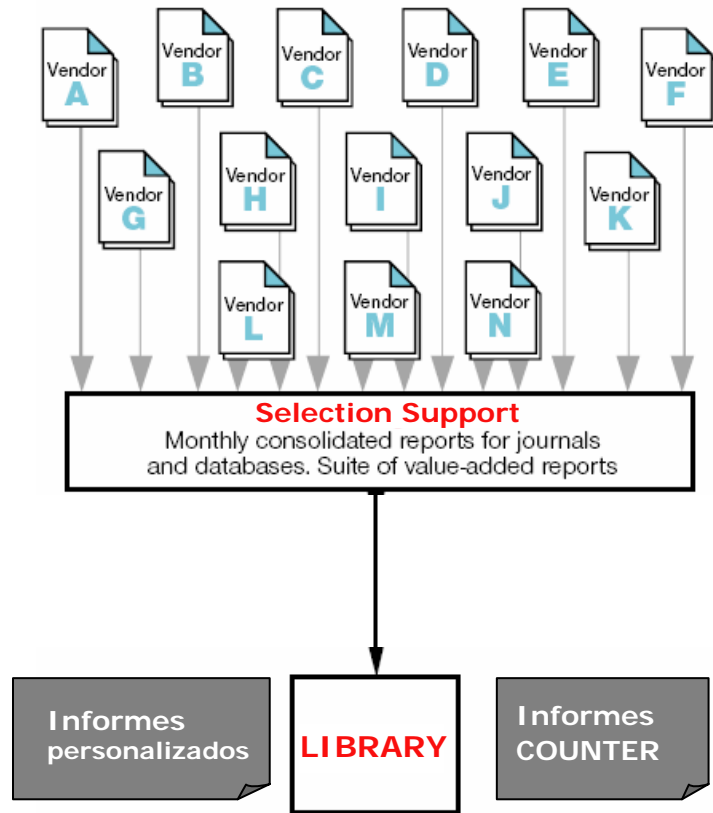 Vendor
A
Vendor
B
Vendor
C
Vendor
D
Vendor
E
Vendor
F
Vendor
G
Vendor
H
Vendor
I
Vendor
J
Vendor
K
Vendor
L
Vendor
M
Vendor
N
Selection Support
Monthly consolidated reports for journals
and databases. Suite of value-added reports
Informes
personalizados
LIBRARY
Informes
COUNTER